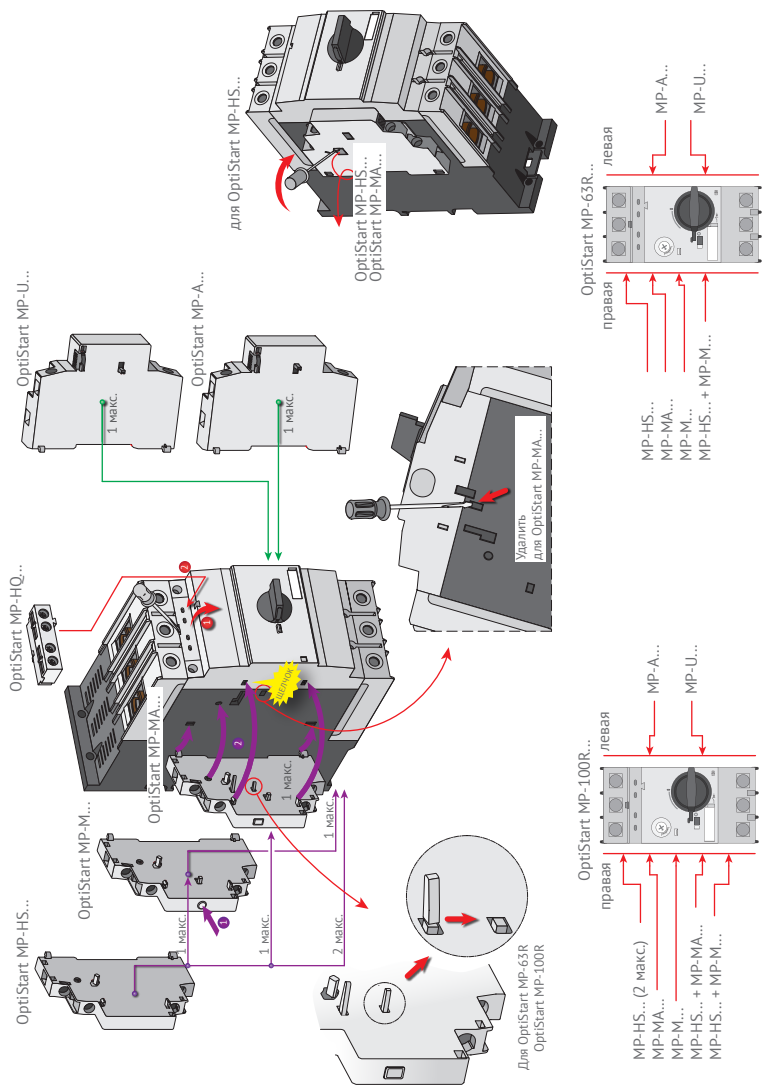 OptiStart MP-HS...
OptiStart MP-M...
OptiStart MP-MA...
OptiStart MP-HQ...
OptiStart MP-U...
OptiStart MP-A...
для OptiStart MP-HS...
1 макс.
1 макс.
2 макс.
1 макс.
1 макс.
1 макс.
1 макс.
1
2
1
2
ЩЕЛЧОК
OptiStart MP-HS...
OptiStart MP-MA...
Удалить
для OptiStart MP-MA...
Для OptiStart MP-63R
OptiStart MP-100R
OptiStart MP-100R...
правая
левая
MP-HS... (2 макс.)
MP-MA...
MP-M...
MP-HS... + MP-MA...
MP-HS... + MP-M...
MP-A...
MP-U...
OptiStart MP-63R...
правая
левая
MP-HS...
MP-MA...
MP-M...
MP-HS... + MP-M...
MP-A...
MP-U...